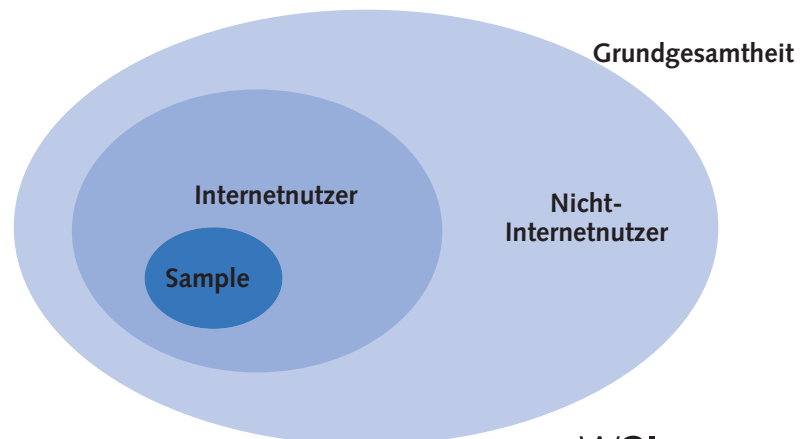 Grundgesamtheit
Internetnutzer
Nicht-
Internetnutzer
Sample